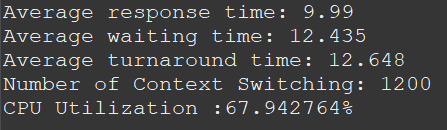 Average response time: 9.99
Average waiting time: 12.435
Average turnaround time: 12.648
Number of Context Switching: 1200
CPU Utilization :67.942764%